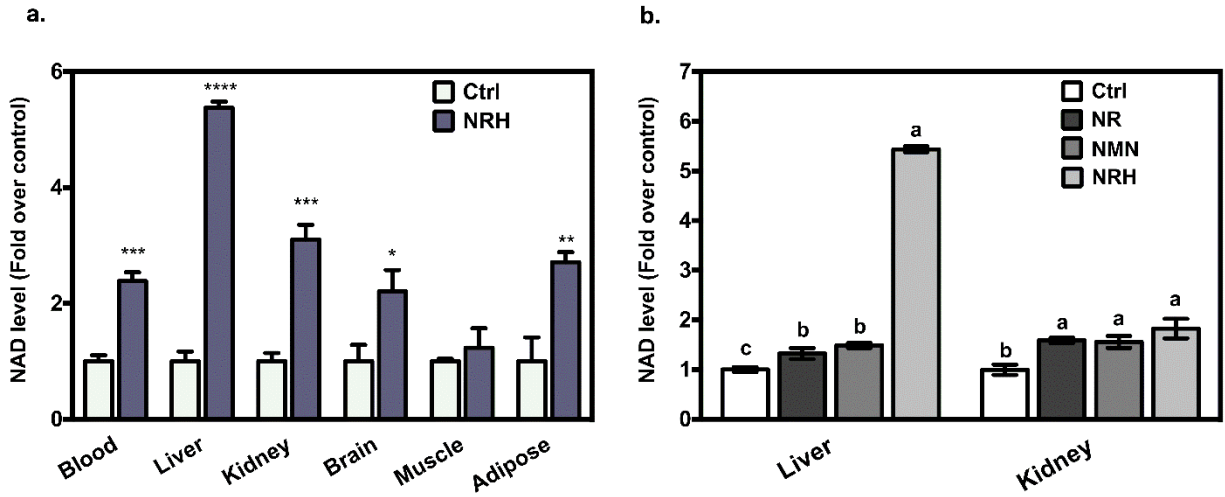 a.
NAD level (Fold over control)
6
4
2
0
Ctrl
NRH
***
****
***
*
**
Blood
Liver
Kidney
Brain
Muscle
Adipose
b.
NAD level (Fold over control)
7
6
5
4
3
2
1
0
Ctrl
NR
NMN
NRH
c
b
b
a
b
a
a
a
Liver
Kidney